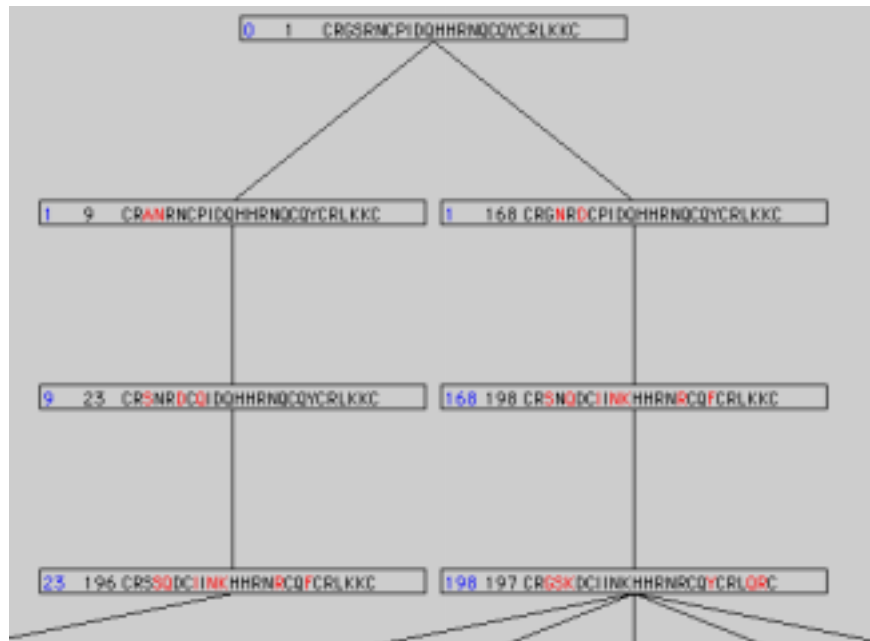 0 1 CRGSRNCPIDQHHRNQCQYCRLKKC
1 9 CRANRNCPIDQHHRNQCQYCRLKKC 1 168 CRGNRDCPIDQHHRNQCQYCRLKKC
9 23 CRSNRDCQIDQHHRNQCQYCRLKKC 168 198 CRSNQDCIINKHHRNRCQFCRLKKC
23 196 CRSSQDCIINKHHRNRCQFCRLKKC 198 197 CRGSKDCIINKHHRNRCQYCRLQRC